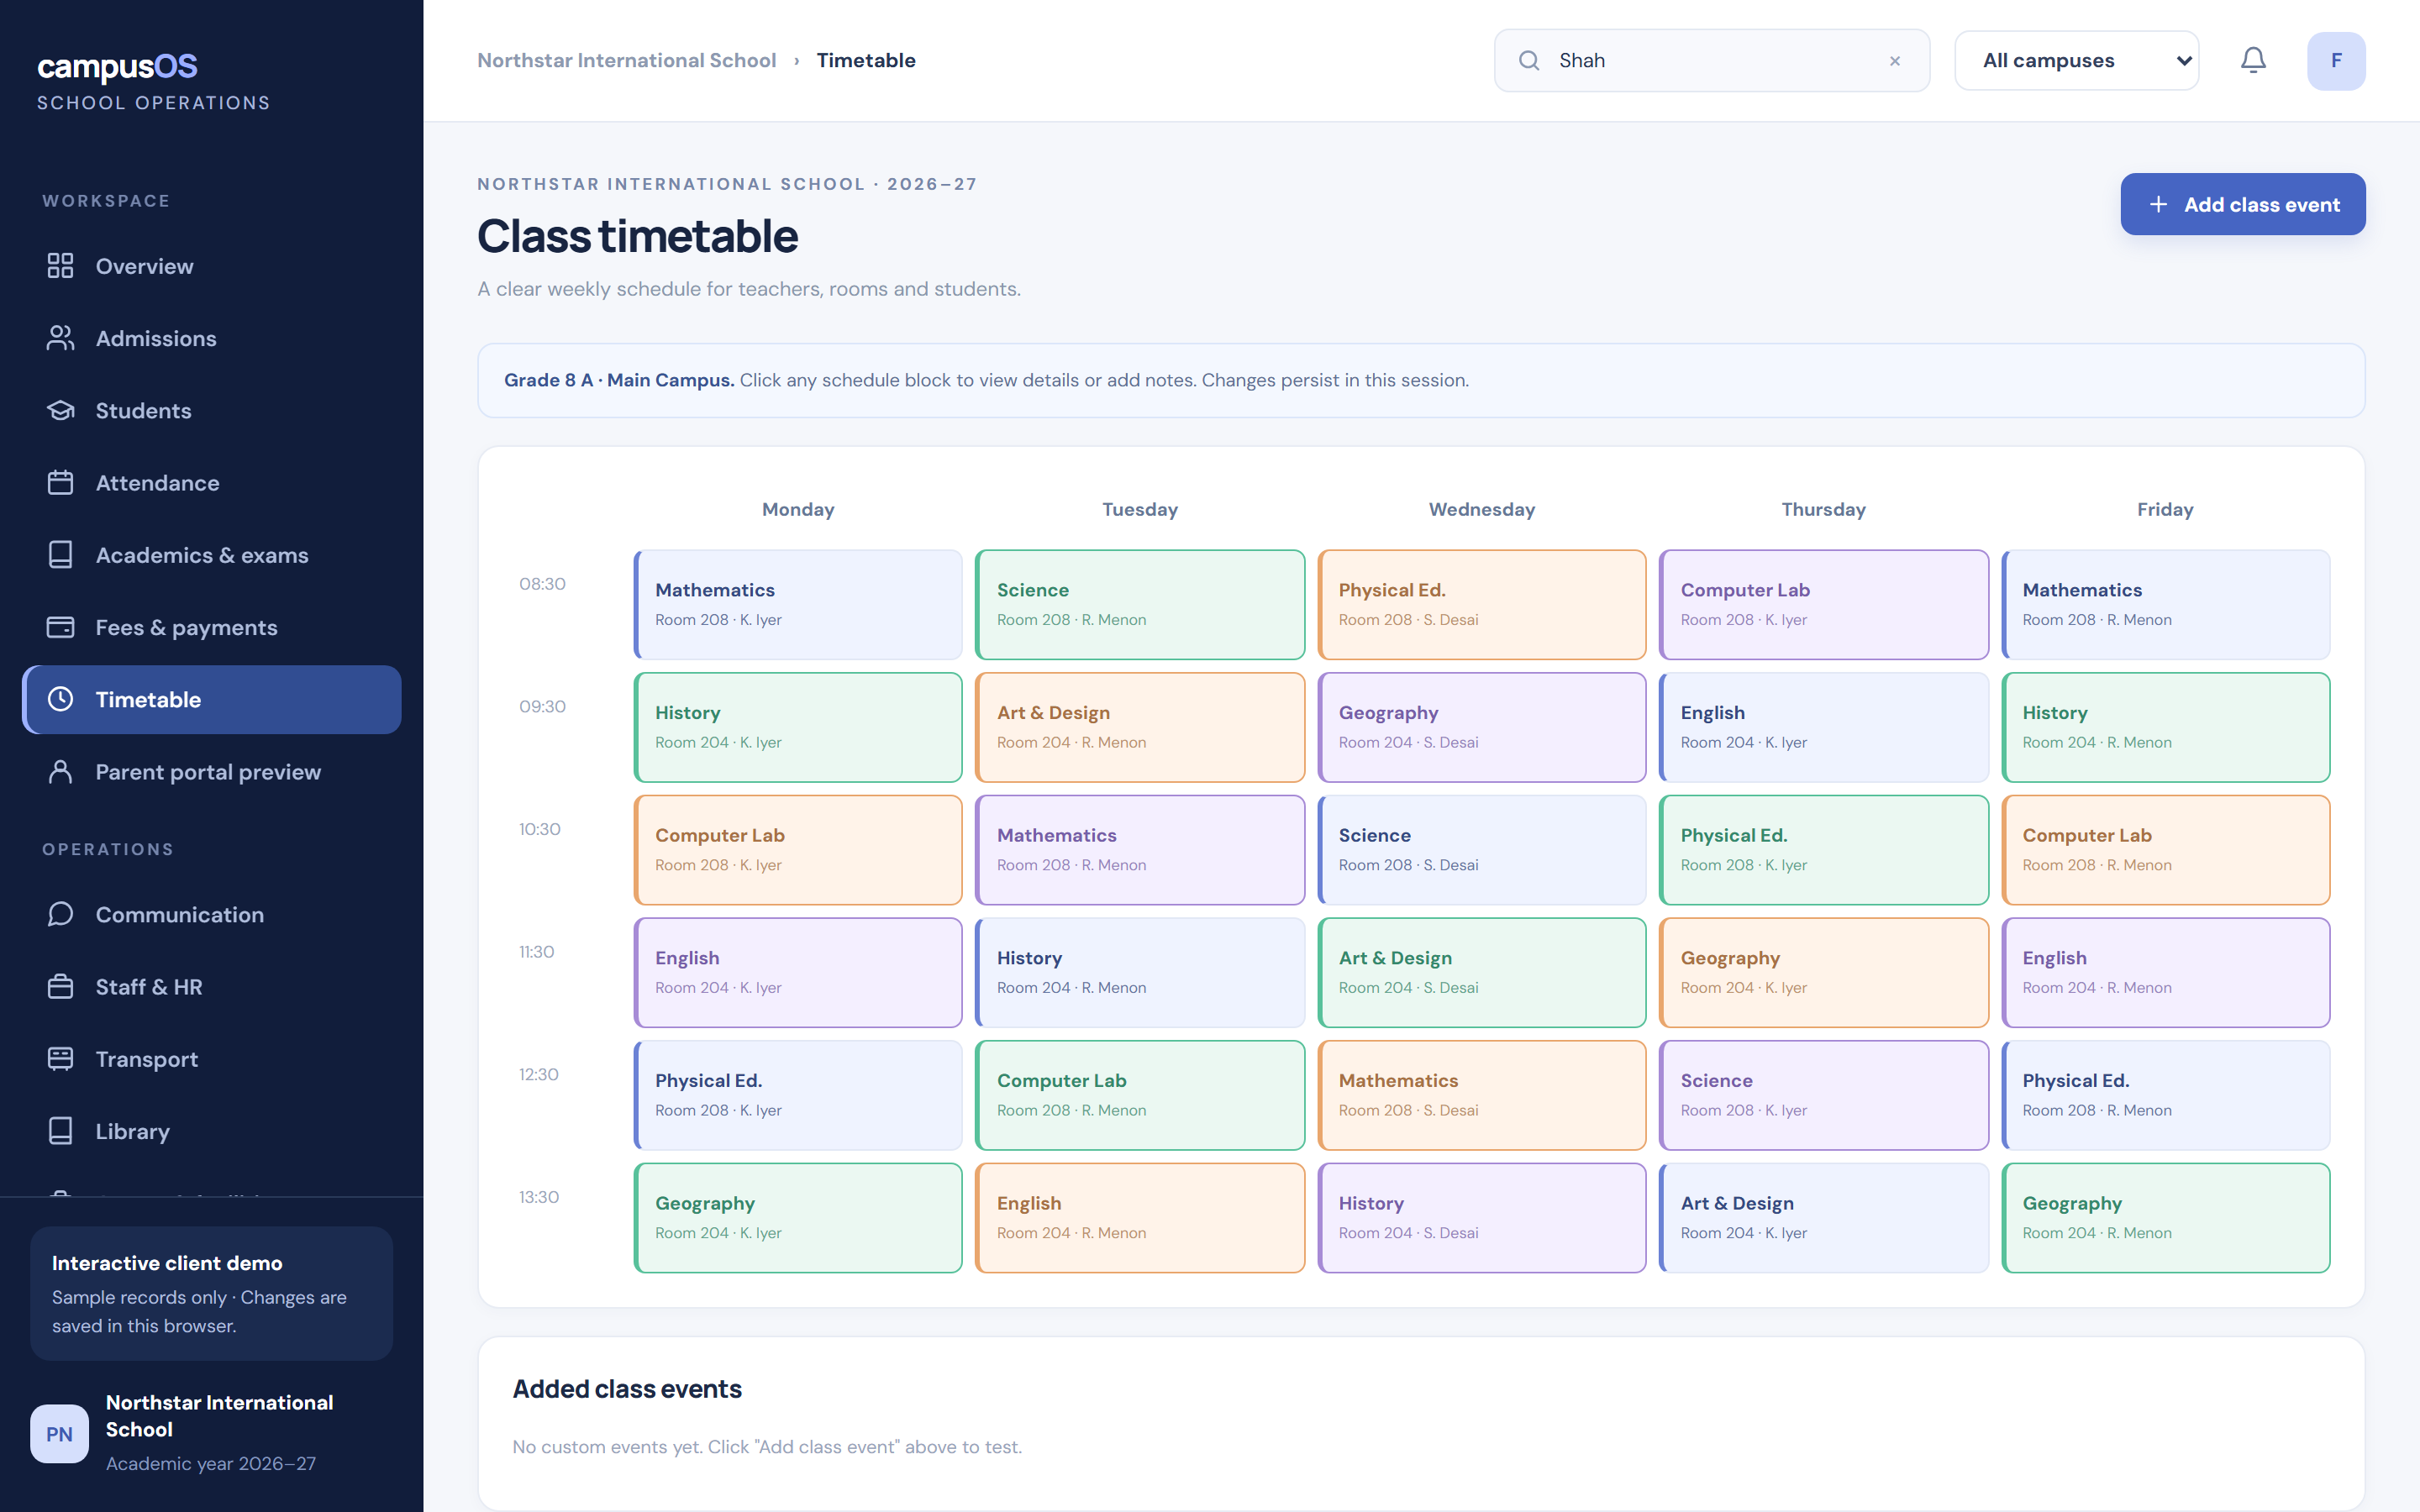 campusOS
SCHOOL OPERATIONS
WORKSPACE
Overview
Admissions
Students
Attendance
Academics & exams
Fees & payments
Timetable
Parent portal preview
OPERATIONS
Communication
Staff & HR
Transport
Library
Interactive client demo
Sample records only · Changes are
saved in this browser.
PN
Northstar International
School
Academic year 2026–27
Northstar International School › Timetable
Shah ×
All campuses
F
NORTHSTAR INTERNATIONAL SCHOOL · 2026–27
Class timetable
A clear weekly schedule for teachers, rooms and students.
+ Add class event
Grade 8 A · Main Campus. Click any schedule block to view details or add notes. Changes persist in this session.
Monday Tuesday Wednesday Thursday Friday
08:30 Mathematics Science Physical Ed. Computer Lab Mathematics
Room 208 · K. Iyer Room 208 · R. Menon Room 208 · S. Desai Room 208 · K. Iyer Room 208 · R. Menon
09:30 History Art & Design Geography English History
Room 204 · K. Iyer Room 204 · R. Menon Room 204 · S. Desai Room 204 · K. Iyer Room 204 · R. Menon
10:30 Computer Lab Mathematics Science Physical Ed. Computer Lab
Room 208 · K. Iyer Room 208 · R. Menon Room 208 · S. Desai Room 208 · K. Iyer Room 208 · R. Menon
11:30 English History Art & Design Geography English
Room 204 · K. Iyer Room 204 · R. Menon Room 204 · S. Desai Room 204 · K. Iyer Room 204 · R. Menon
12:30 Physical Ed. Computer Lab Mathematics Science Physical Ed.
Room 208 · K. Iyer Room 208 · R. Menon Room 208 · S. Desai Room 208 · K. Iyer Room 208 · R. Menon
13:30 Geography English History Art & Design Geography
Room 204 · K. Iyer Room 204 · R. Menon Room 204 · S. Desai Room 204 · K. Iyer Room 204 · R. Menon
Added class events
No custom events yet. Click "Add class event" above to test.